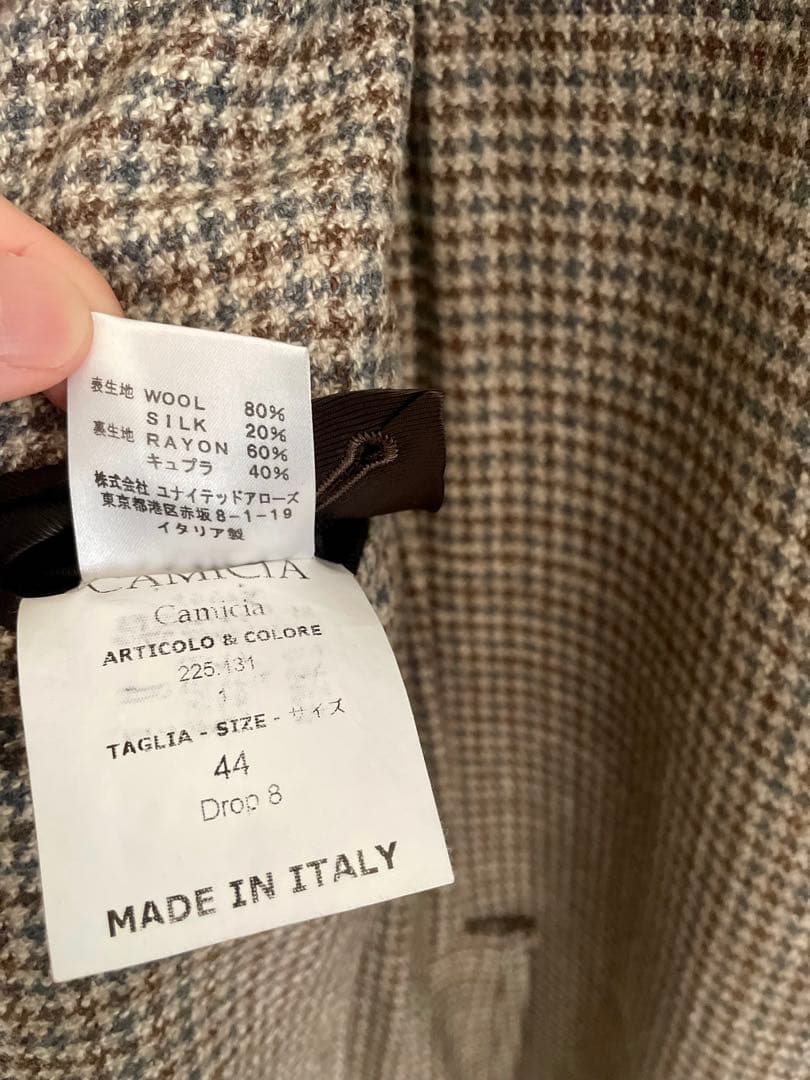 表生地 WOOL 80%
SILK 20%
裏生地 RAYON 60%
キュプラ 40%
株式会社 ユナイテッドアローズ
東京都港区赤坂8-1-19
イタリア製
CAMICIA
Camicia
ARTICOLO & COLORE
225.131
1
TAGLIA - SIZE - サイズ
44
Drop 8
MADE IN ITALY